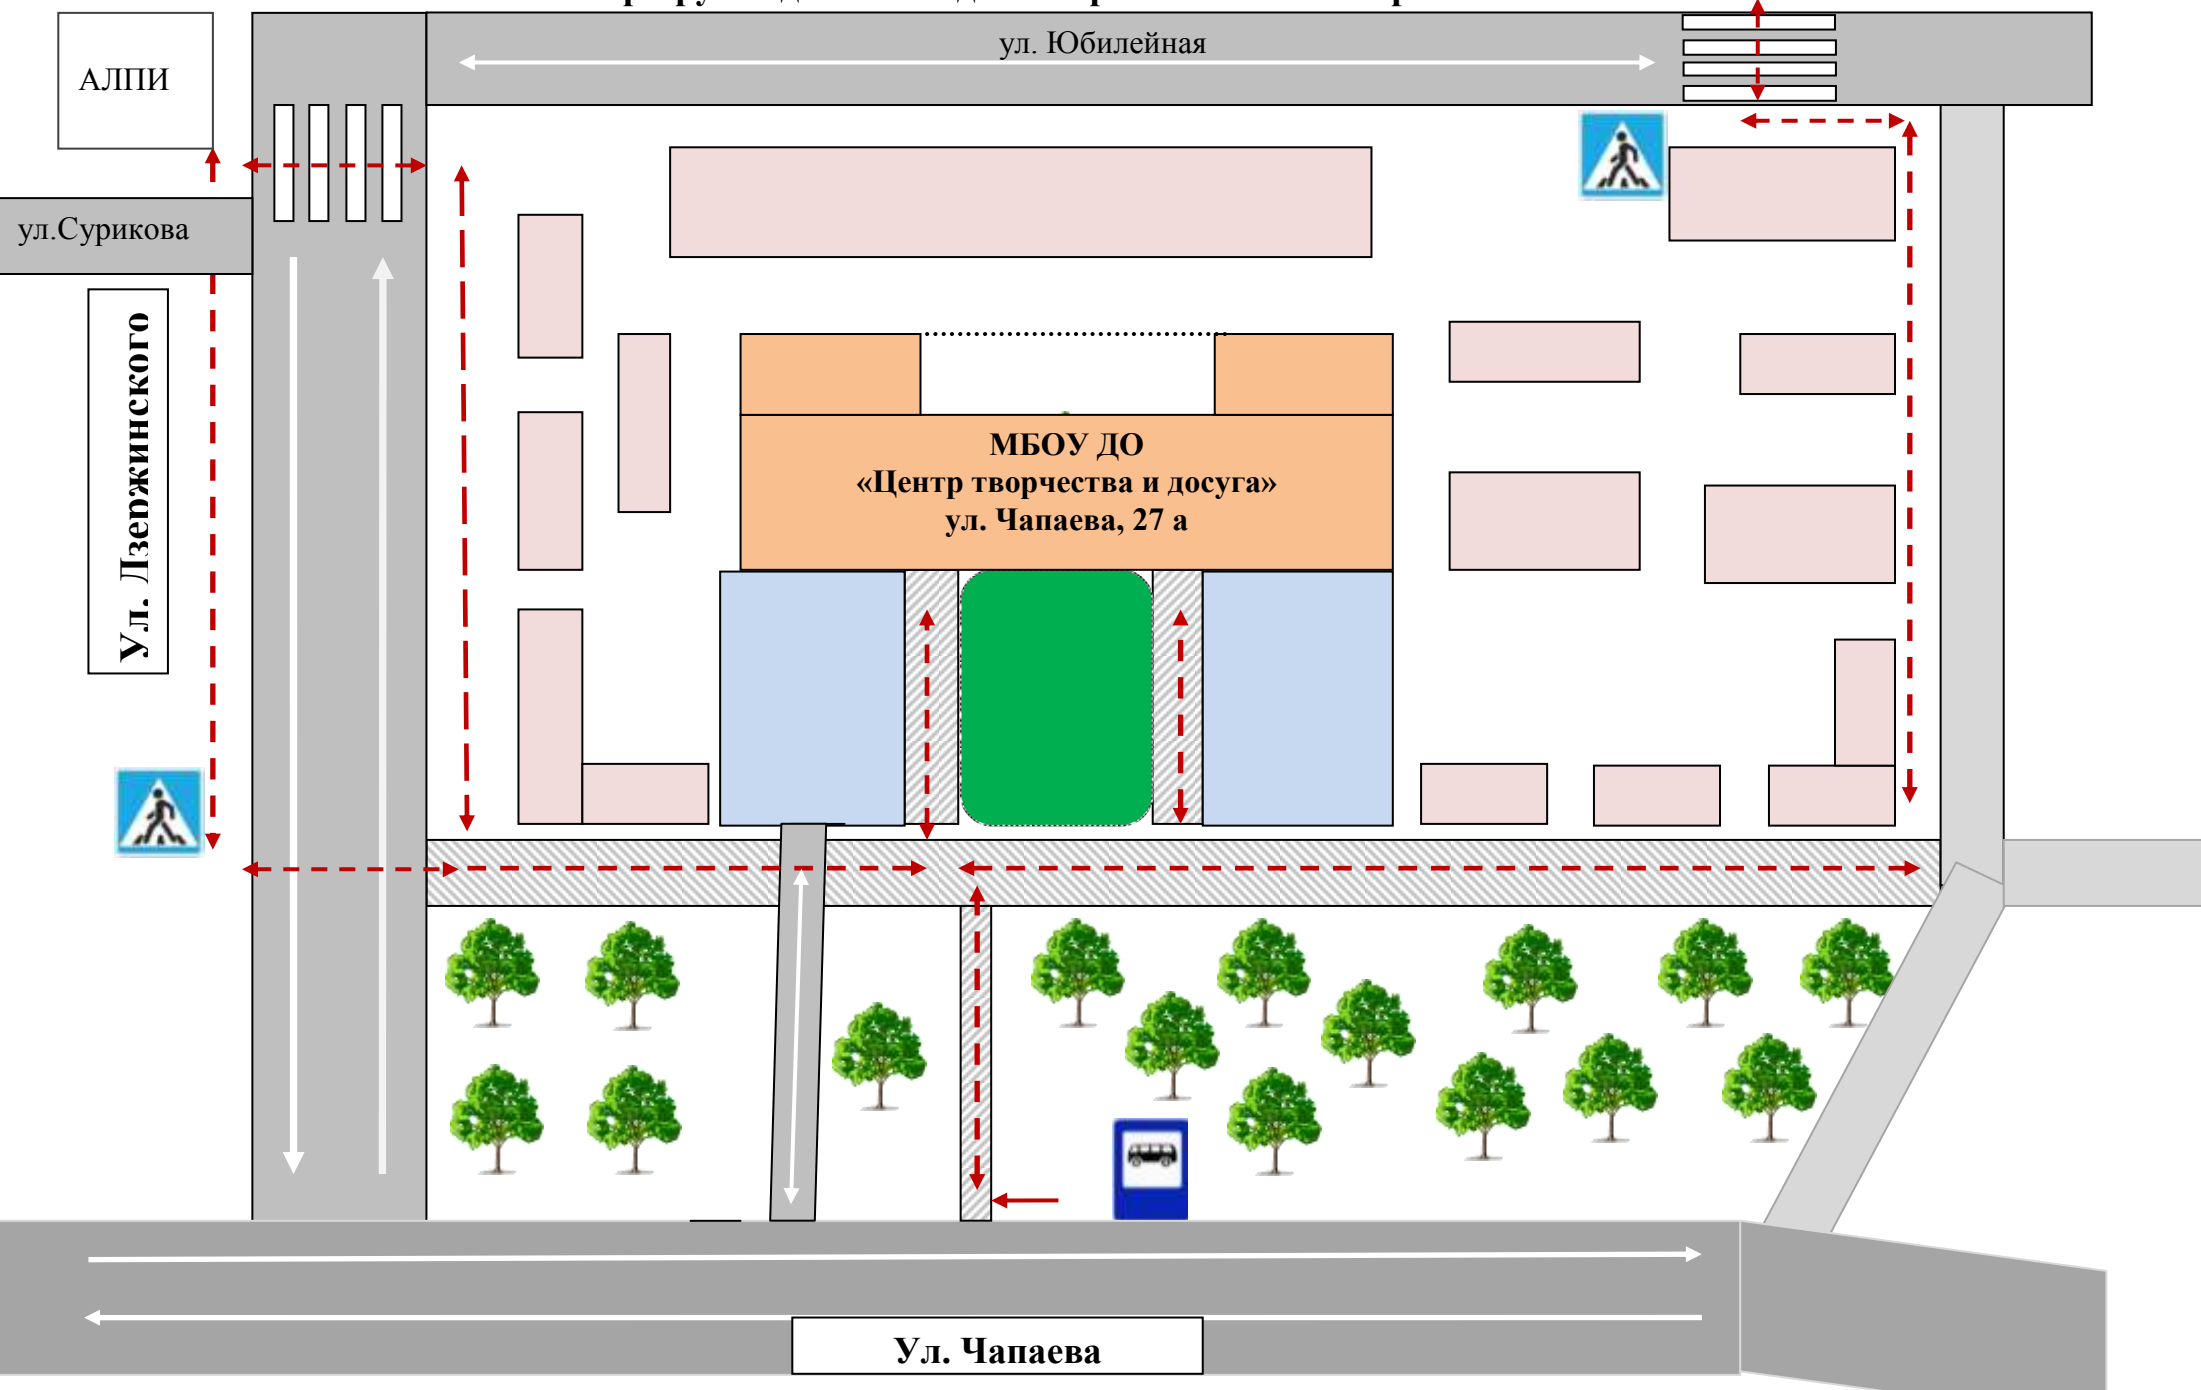 ул. Юбилейная
АЛПИ
ул.Сурикова
Ул. Дзержинского
МБОУ ДО
«Центр творчества и досуга»
ул. Чапаева, 27 а
Ул. Чапаева